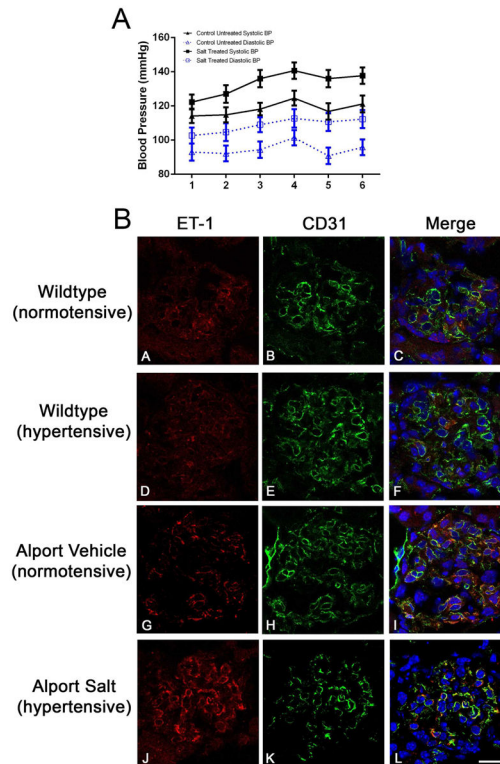 A
Control Untreated Systolic BP
Control Untreated Diastolic BP
Salt Treated Systolic BP
Salt Treated Diastolic BP
Blood Pressure (mmHg)
160
140
120
100
80
1 2 3 4 5 6
B
ET-1 CD31 Merge
Wildtype
(normotensive)
A B C
Wildtype
(hypertensive)
D E F
Alport Vehicle
(normotensive)
G H I
Alport Salt
(hypertensive)
J K L